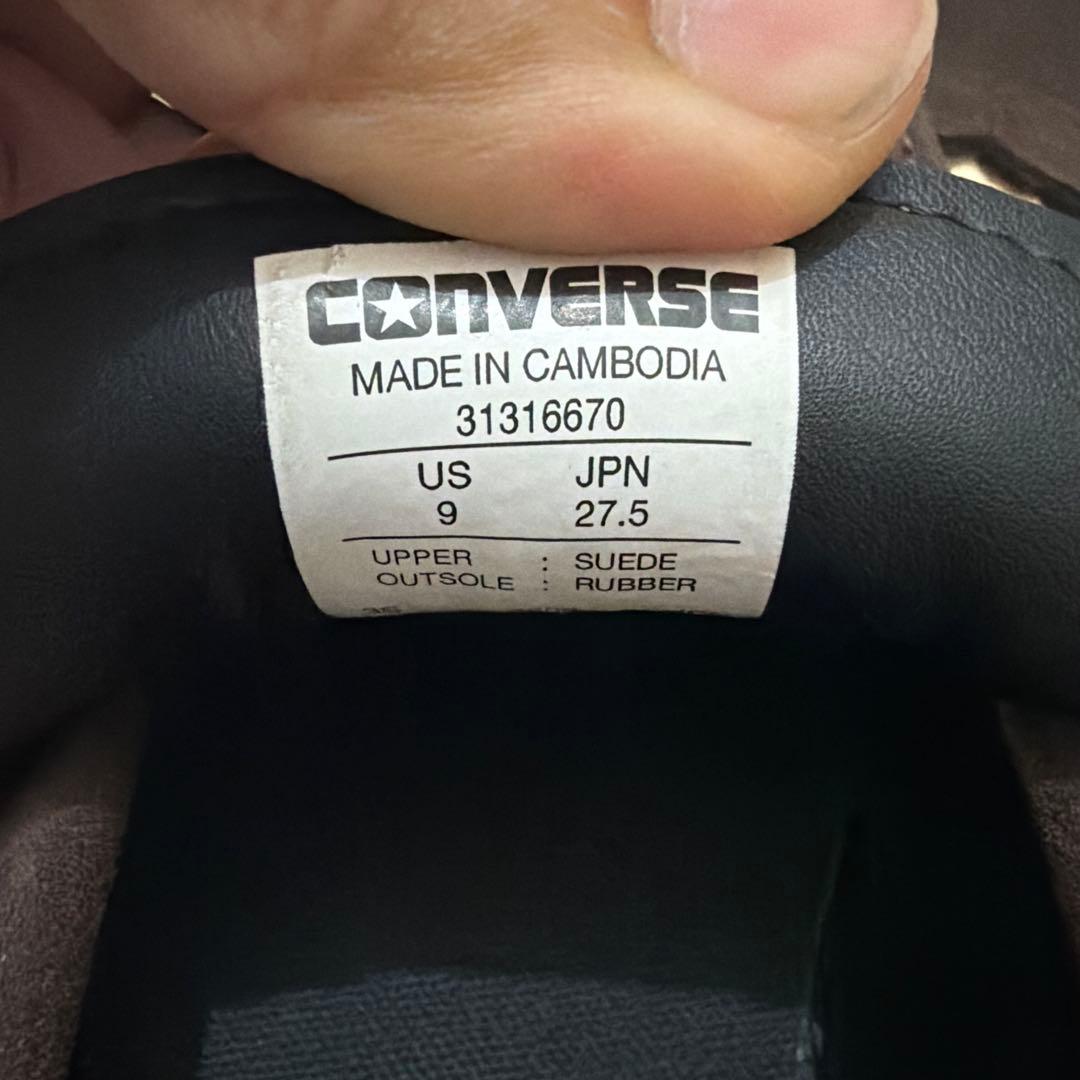 CONVERSE
MADE IN CAMBODIA
31316670
US JPN
9 27.5
UPPER : SUEDE
OUTSOLE : RUBBER